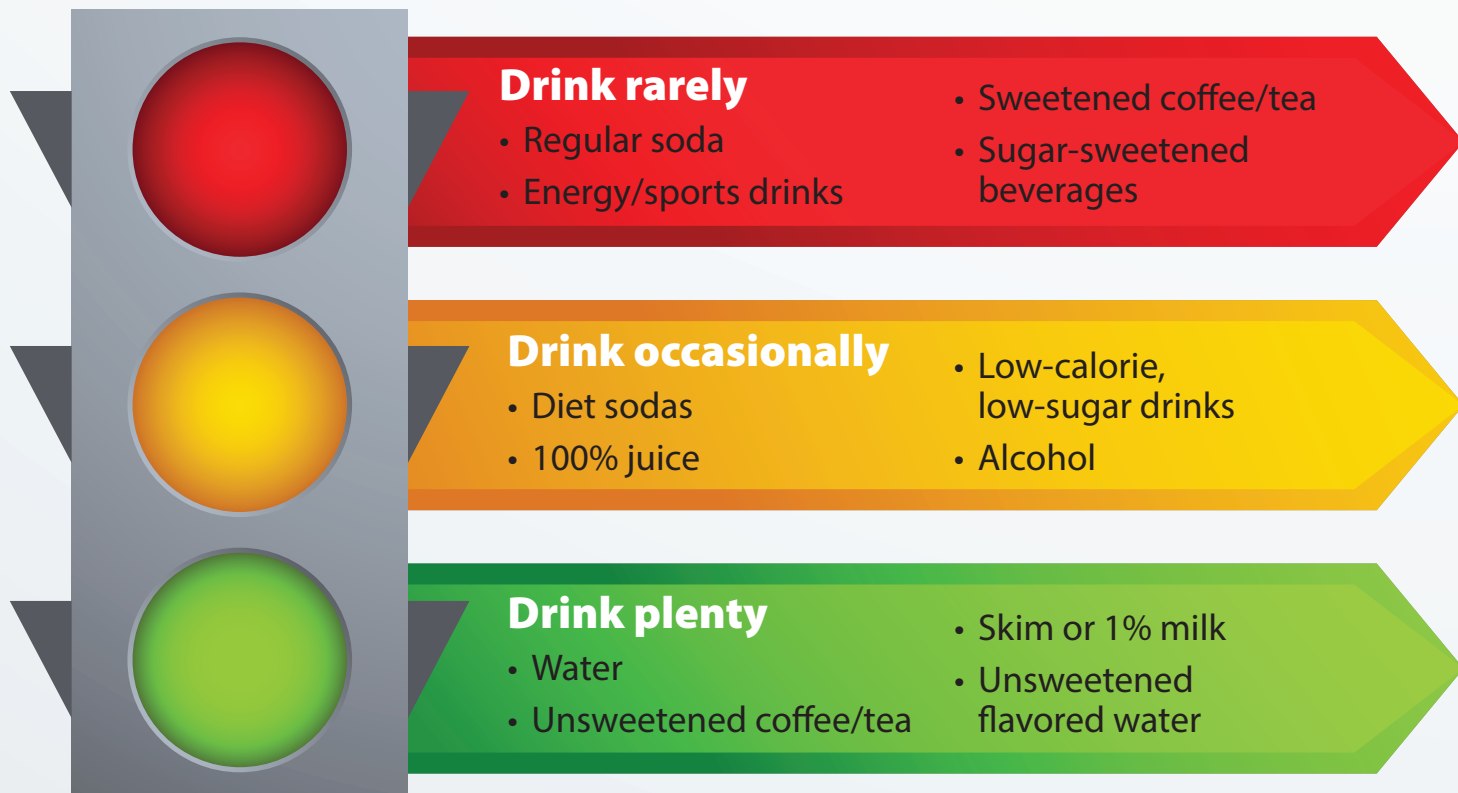 Drink rarely
• Regular soda
• Energy/sports drinks
• Sweetened coffee/tea
• Sugar-sweetened
beverages
Drink occasionally
• Diet sodas
• 100% juice
• Low-calorie,
low-sugar drinks
• Alcohol
Drink plenty
• Water
• Unsweetened coffee/tea
• Skim or 1% milk
• Unsweetened
flavored water